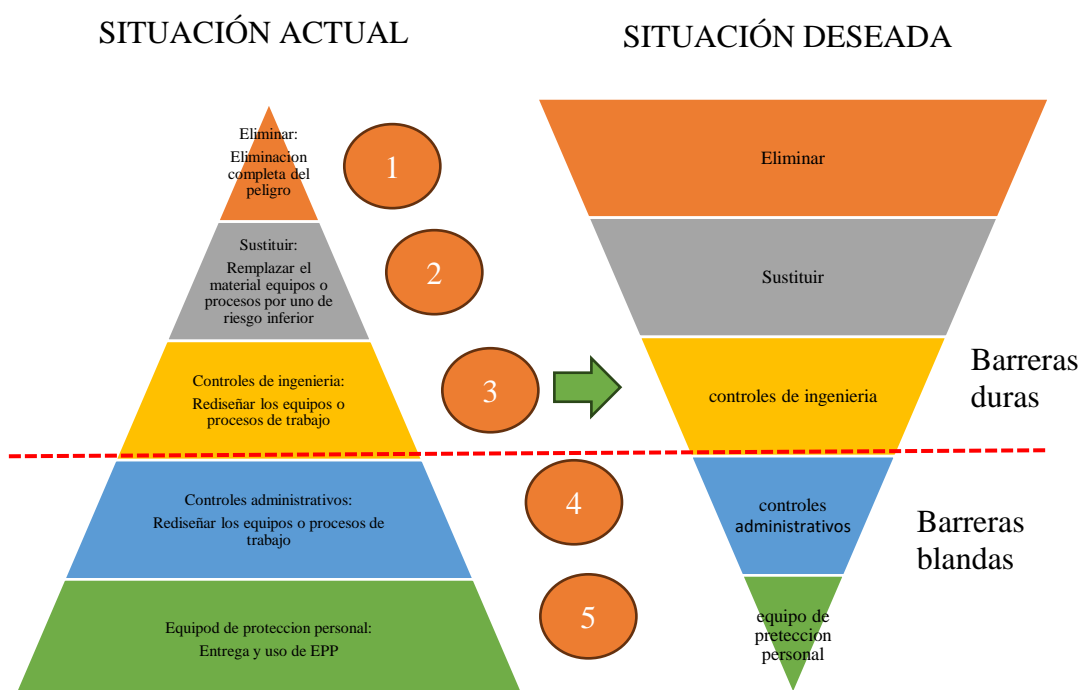 SITUACIÓN ACTUAL
Eliminar:
Eliminacion
completa del
peligro
1
Sustituir:
Remplazar el
material equipos o
procesos por uno de
riesgo inferior
2
Controles de ingenieria:
Rediseñar los equipos o
procesos de trabajo
3
Controles administrativos:
Rediseñar los equipos o procesos de
trabajo
4
Equipod de proteccion personal:
Entrega y uso de EPP
5
SITUACIÓN DESEADA
Eliminar
Sustituir
controles de ingenieria
Barreras
duras
controles
administrativos
Barreras
blandas
equipo de
preteccion
personal